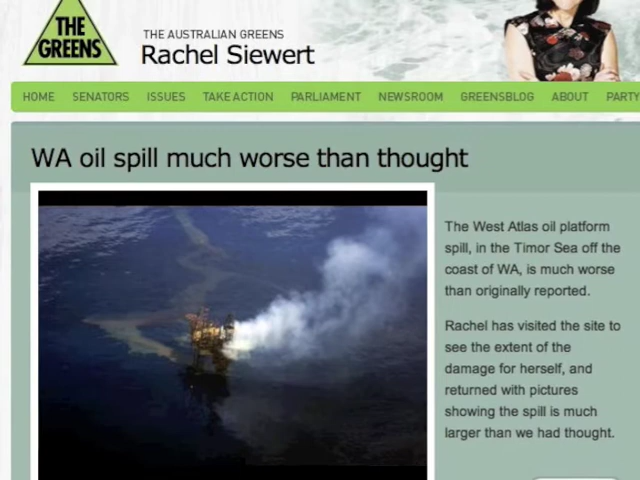 THE
GREENS
THE AUSTRALIAN GREENS
Rachel Siewert
HOME SENATORS ISSUES TAKE ACTION PARLIAMENT NEWSROOM GREENSBLOG ABOUT PARTY
WA oil spill much worse than thought
The West Atlas oil platform
spill, in the Timor Sea off the
coast of WA, is much worse
than originally reported.
Rachel has visited the site to
see the extent of the
damage for herself, and
returned with pictures
showing the spill is much
larger than we had thought.